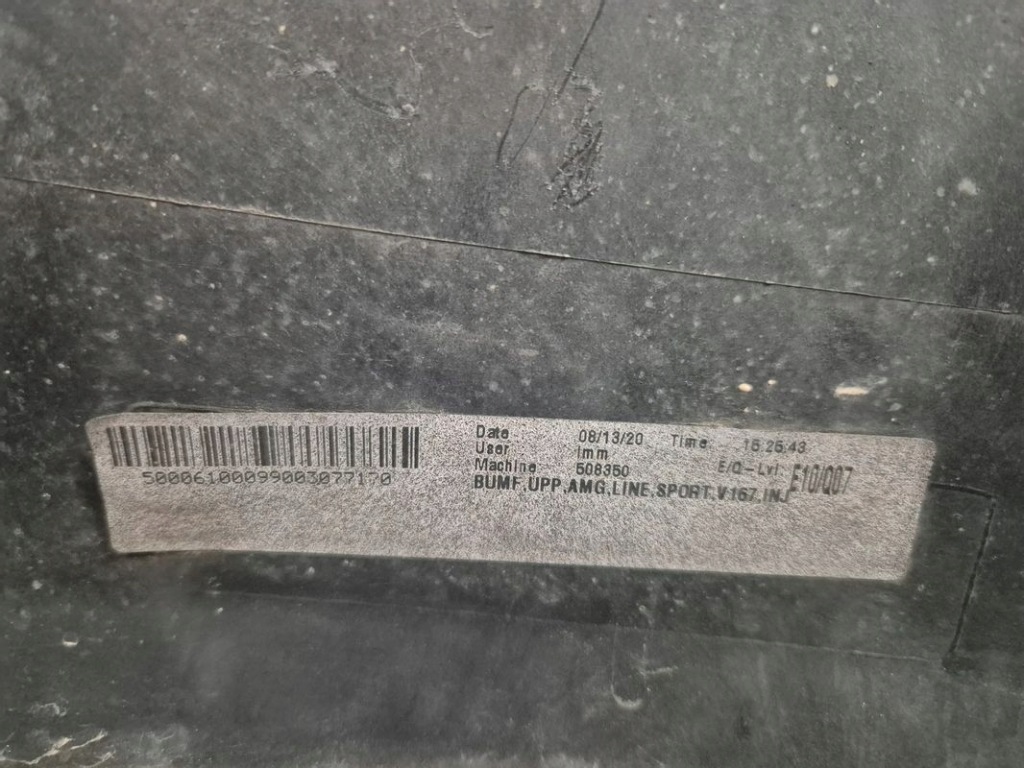 50006100099003077170
Date 08/13/20 Time 15:25:43
User Imm
Machine 508350 E/Q-Lvl: E10/Q07
BUMF,UPP,AMG,LINE,SPORT,V167,INJ